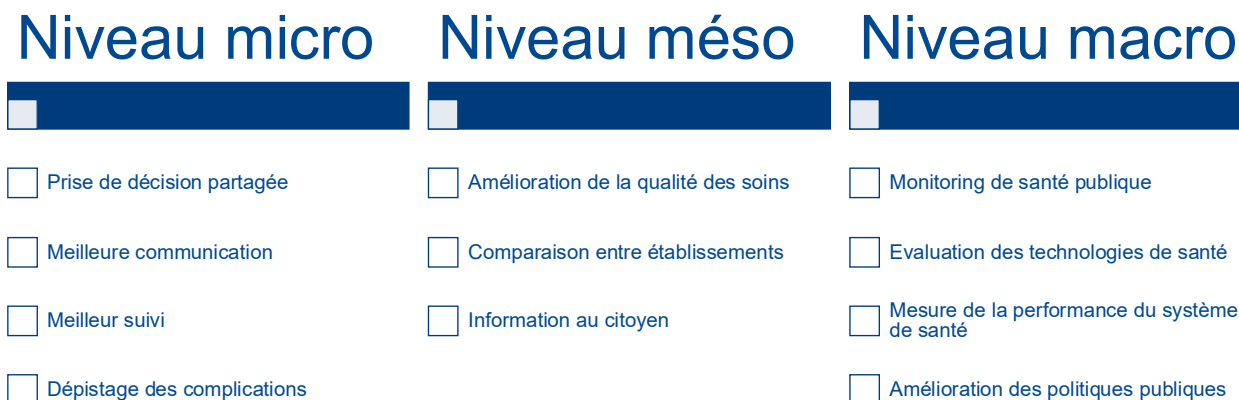 Niveau micro
Prise de décision partagée
Meilleure communication
Meilleur suivi
Dépistage des complications
Niveau méso
Amélioration de la qualité des soins
Comparaison entre établissements
Information au citoyen
Niveau macro
Monitoring de santé publique
Evaluation des technologies de santé
Mesure de la performance du système
de santé
Amélioration des politiques publiques